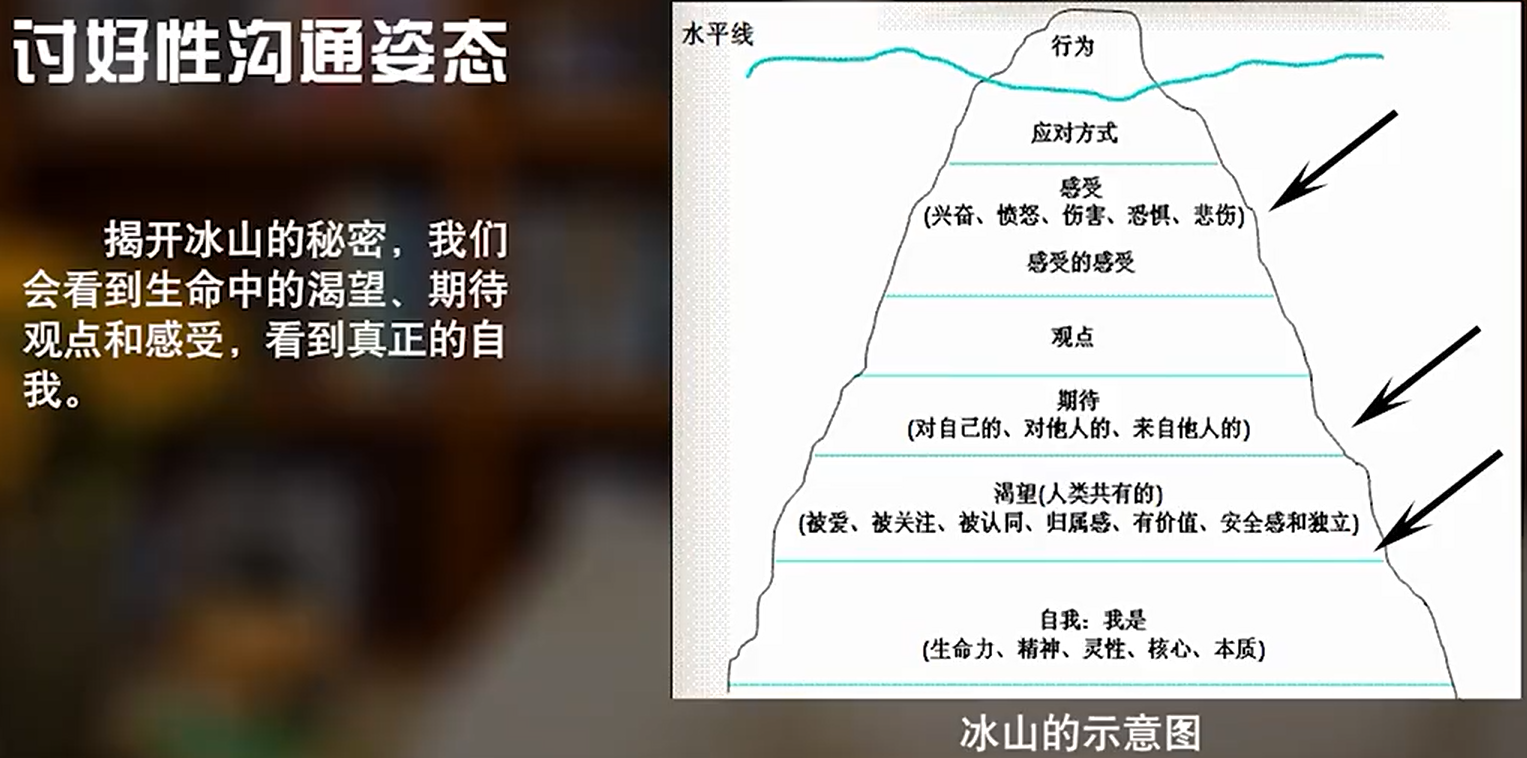 讨好性沟通姿态
揭开冰山的秘密，我们
会看到生命中的渴望、期待
观点和感受，看到真正的自
我。
水平线
行为
应对方式
感受
(兴奋、愤怒、伤害、恐惧、悲伤)
感受的感受
观点
期待
(对自己的、对他人的、来自他人的)
渴望(人类共有的)
(被爱、被关注、被认同、归属感、有价值、安全感和独立)
自我：我是
(生命力、精神、灵性、核心、本质)
冰山的示意图